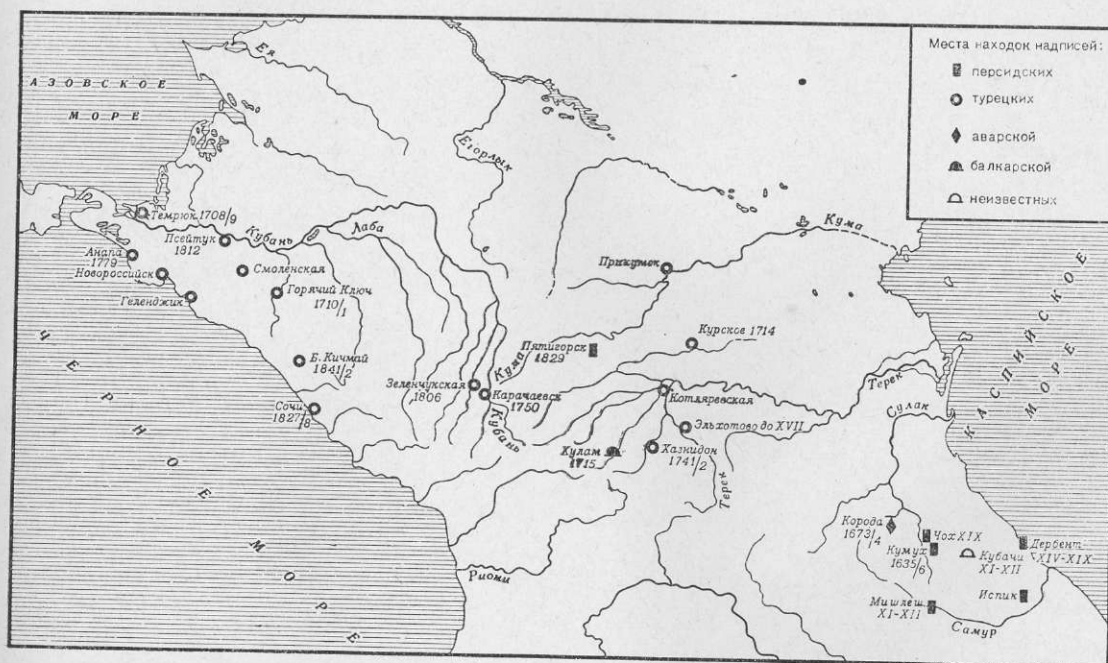 АЗОВСКОЕ
МОРЕ
Ея
Егорлык
Места находок надписей:
персидских
турецких
аварской
балкарской
неизвестных
Темрюк 1708/9
Псейтук
1812
Кубань
Лаба
Кума
Анапа
1779
Новороссийск
Смоленская
Геленджик
Горячий Ключ
1710/1
Прикумск
Пятигорск
1829
Курское 1714
Б. Кичмай
1841/2
Зеленчукская
1806
Кума
Карачаевск
1750
Кубань
Котляревская
Терек
Сулак
КАСПИЙСКОЕ
МОРЕ
Сочи
1827/8
Эльхотово до XVII
Хулам
1715
Хазнидон
1741/2
Терек
ЧЕРНОЕ
МОРЕ
Риони
Корода
1673/4
Чох XIX
Кумух
1635/6
Кубачи
XI-XII
Дербент
XIV-XIX
Мишлеш
XI-XII
Испик
Самур